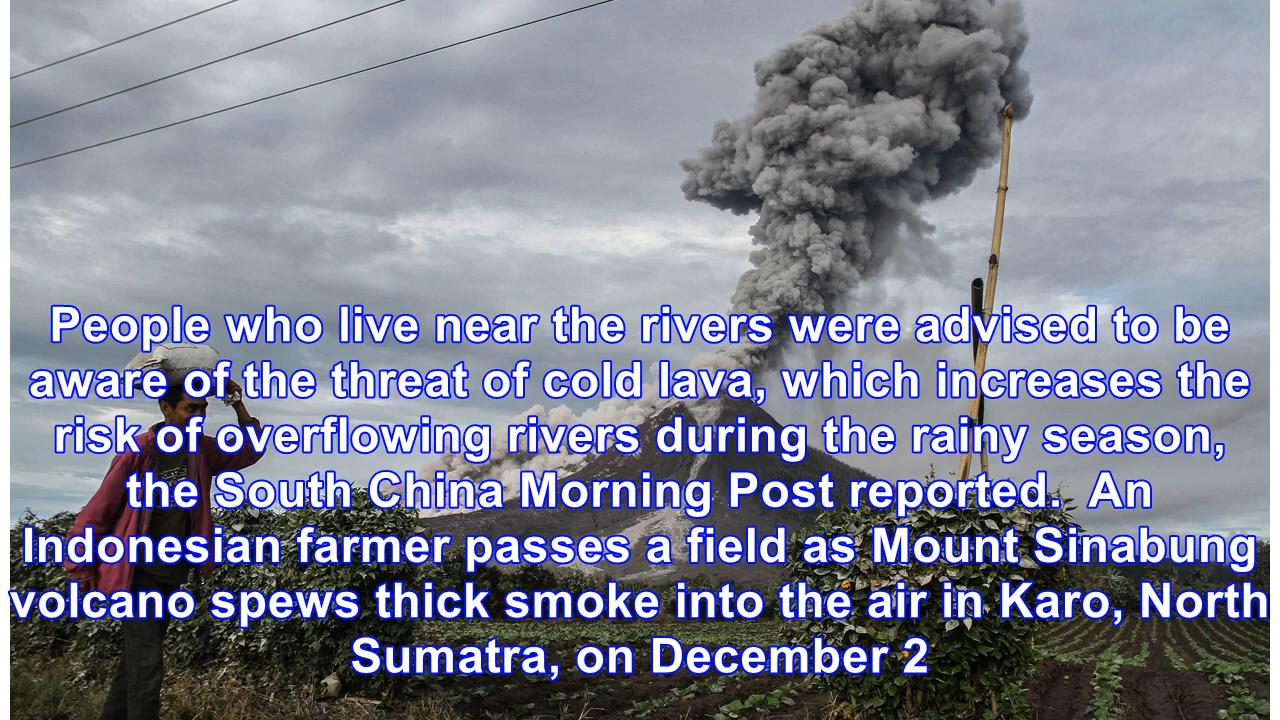 People who live near the rivers were advised to be
aware of the threat of cold lava, which increases the
risk of overflowing rivers during the rainy season,
the South China Morning Post reported.  An
Indonesian farmer passes a field as Mount Sinabung
volcano spews thick smoke into the air in Karo, North
Sumatra, on December 2